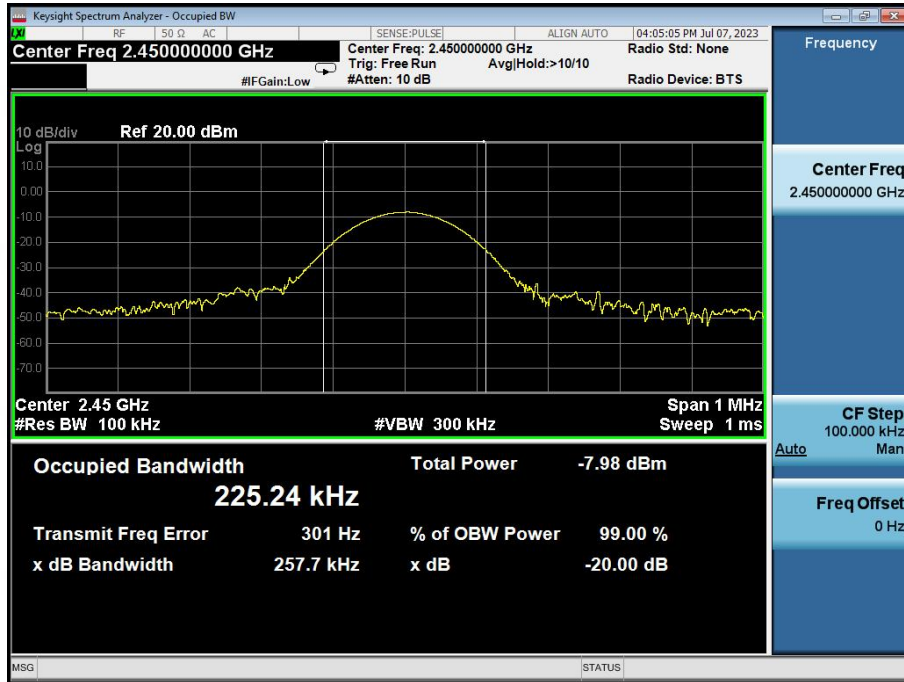 Keysight Spectrum Analyzer - Occupied BW
LXI RF 50 Ω AC SENSE:PULSE ALIGN AUTO 04:05:05 PM Jul 07, 2023
Center Freq 2.450000000 GHz
Center Freq: 2.450000000 GHz Radio Std: None
Trig: Free Run Avg|Hold:>10/10
#IFGain:Low #Atten: 10 dB Radio Device: BTS
10 dB/div Ref 20.00 dBm
Log
10.0
0.00
-10.0
-20.0
-30.0
-40.0
-50.0
-60.0
-70.0
Center 2.45 GHz Span 1 MHz
#Res BW 100 kHz #VBW 300 kHz Sweep 1 ms
Occupied Bandwidth Total Power -7.98 dBm
225.24 kHz
Transmit Freq Error 301 Hz % of OBW Power 99.00 %
x dB Bandwidth 257.7 kHz x dB -20.00 dB
MSG STATUS
Frequency
Center Freq
2.450000000 GHz
CF Step
100.000 kHz
Auto Man
Freq Offset
0 Hz